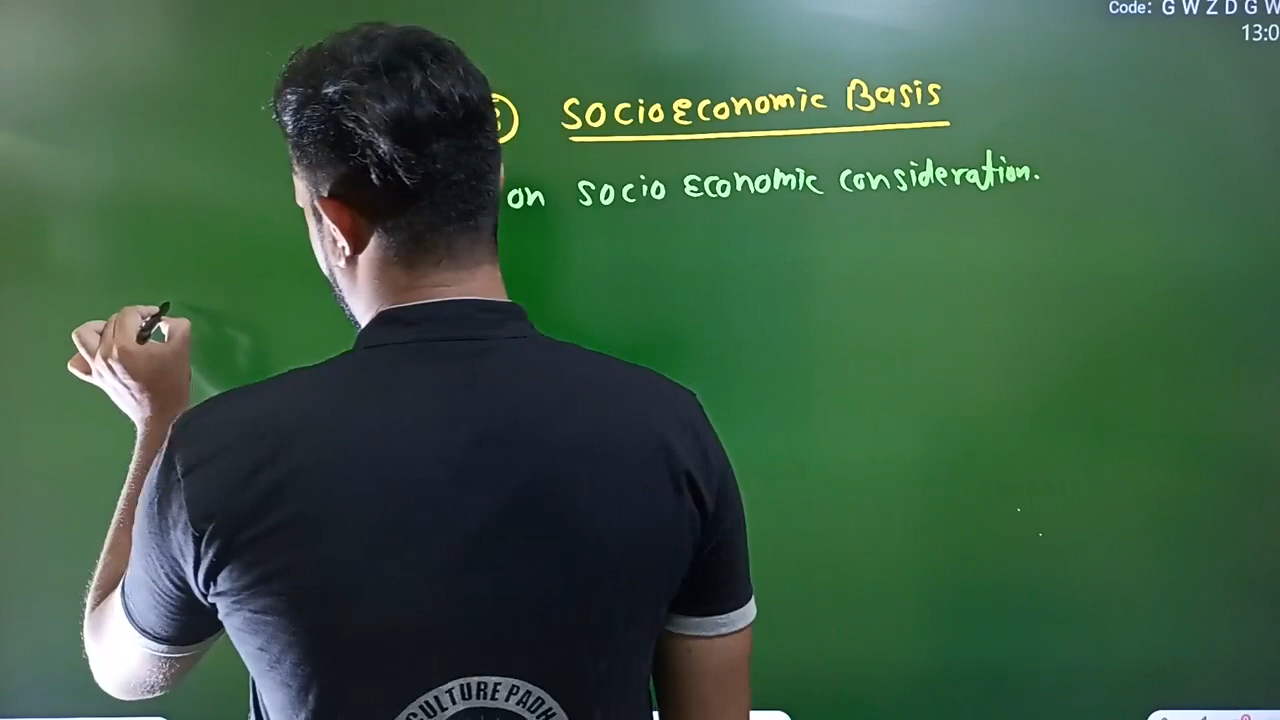 Code: G W Z D G W
13:0
Socioeconomic Basis
on socio Economic consideration.
CULTURE PADH